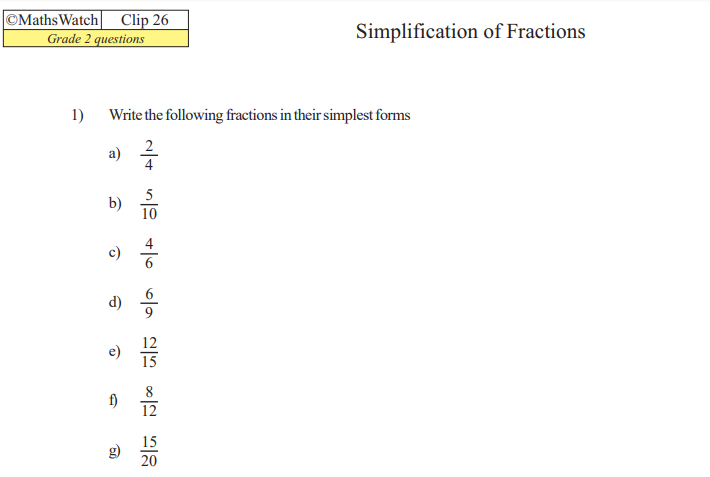 ©MathsWatch Clip 26
Grade 2 questions
Simplification of Fractions
1) Write the following fractions in their simplest forms
a) 2/4
b) 5/10
c) 4/6
d) 6/9
e) 12/15
f) 8/12
g) 15/20